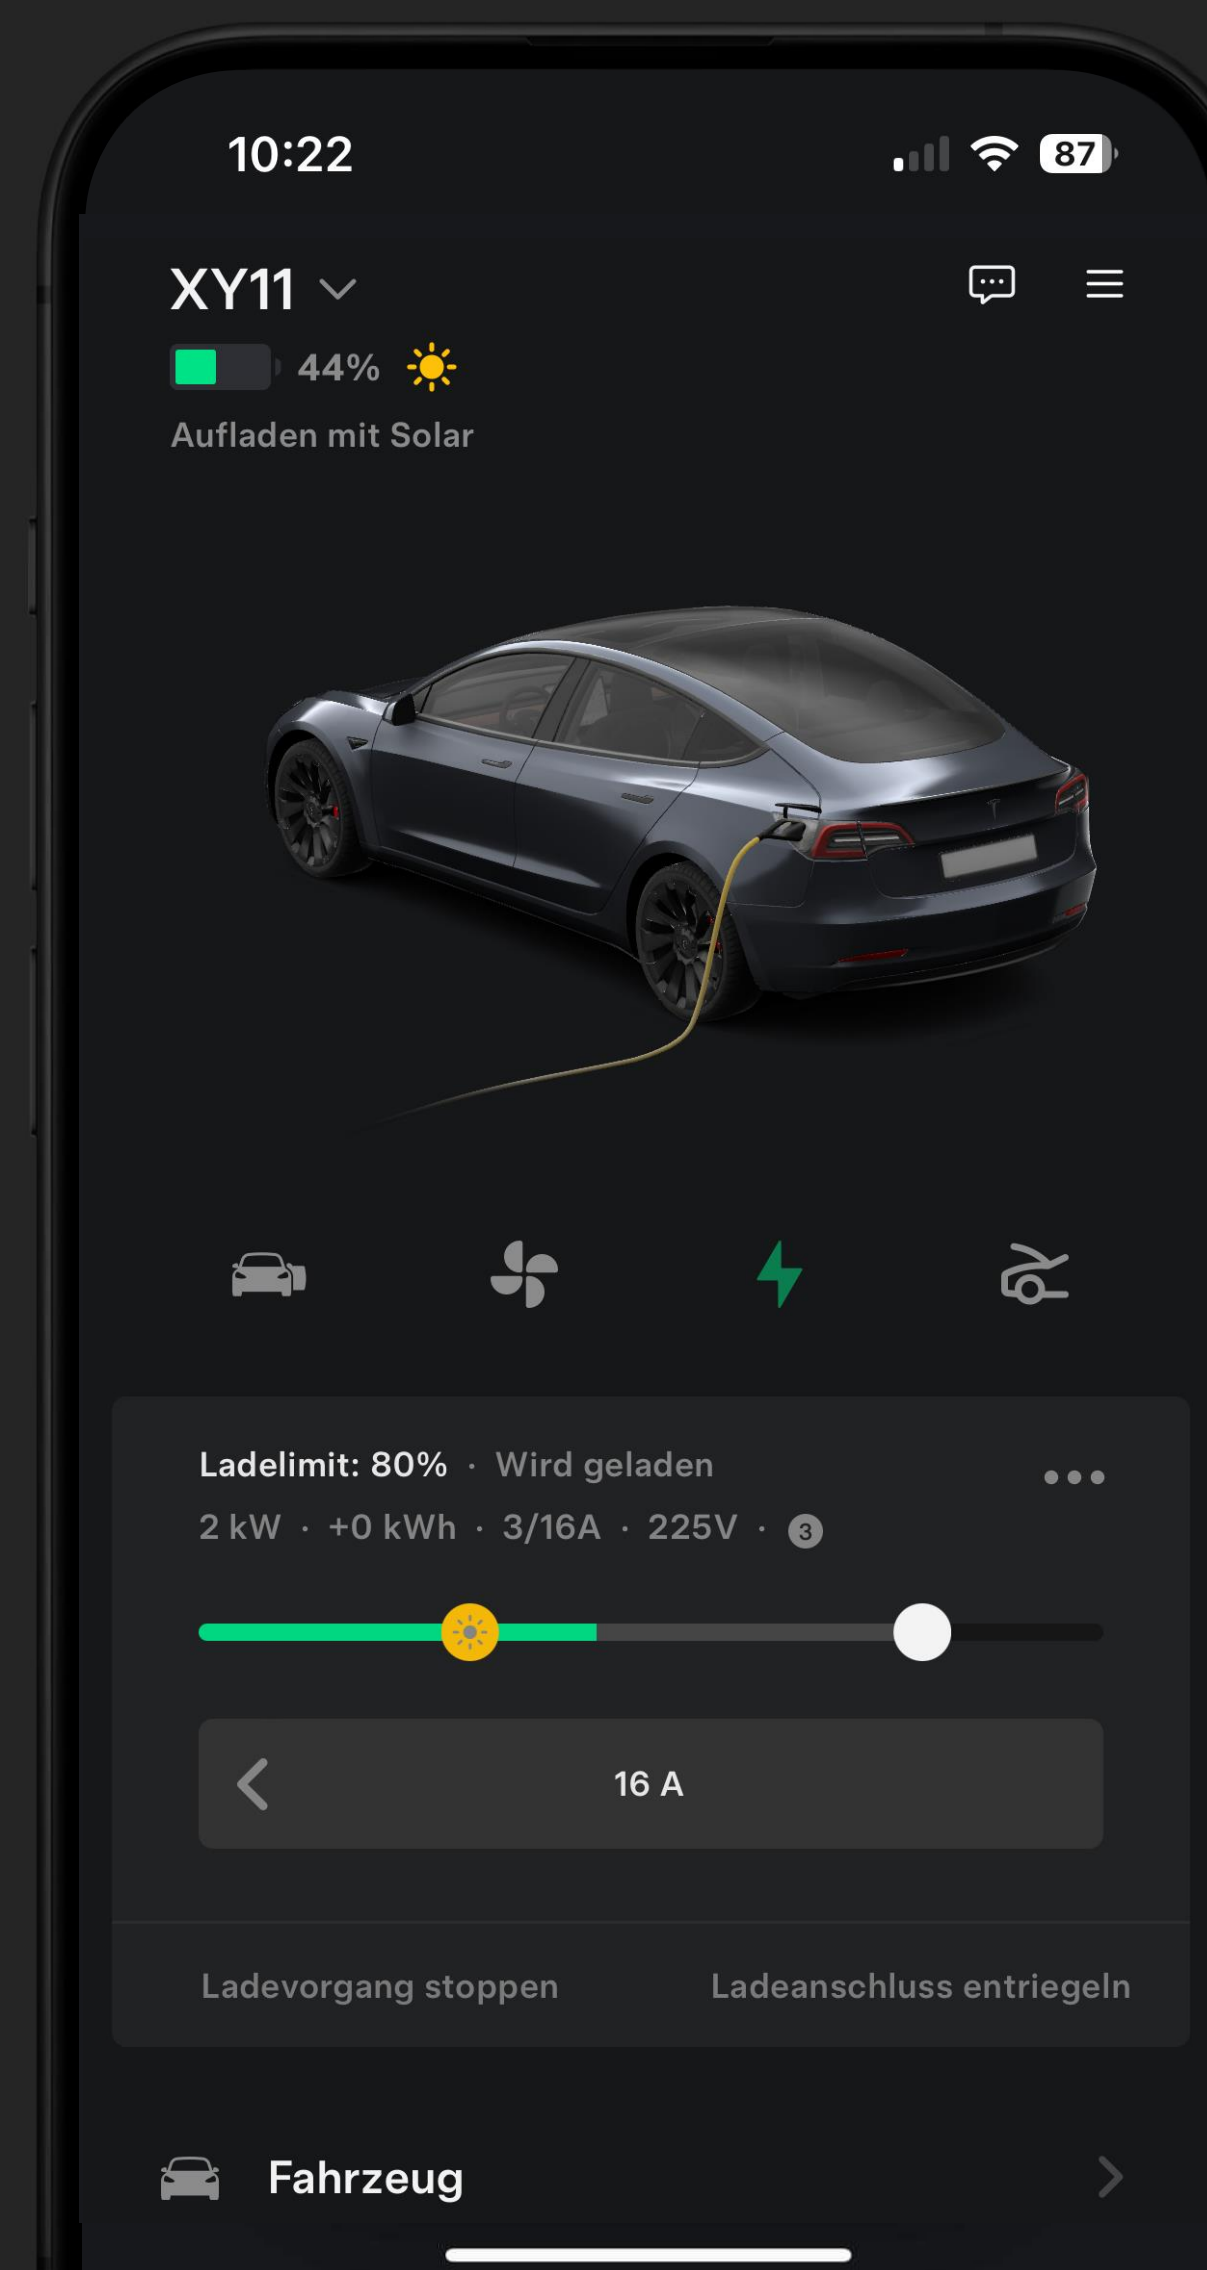 10:22 87
XY11
44%
Aufladen mit Solar
Ladelimit: 80% · Wird geladen
2 kW · +0 kWh · 3/16A · 225V · 3
16 A
Ladevorgang stoppen Ladeanschluss entriegeln
Fahrzeug